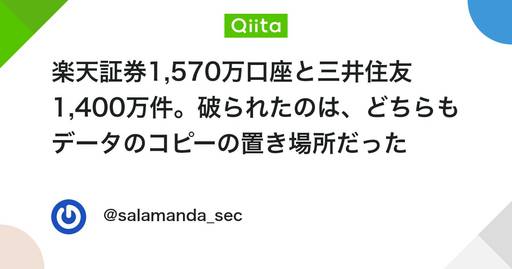 Qiita
楽天証券1,570万口座と三井住友
1,400万件。破られたのは、どちらも
データのコピーの置き場所だった
@salamanda_sec